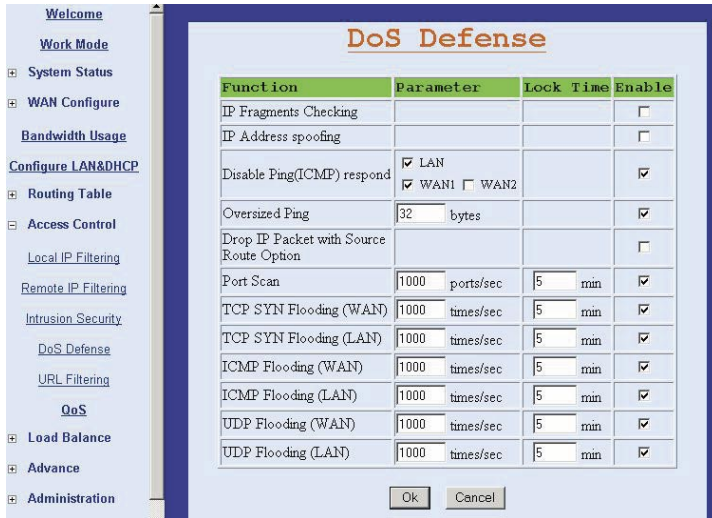 Welcome
Work Mode
System Status
WAN Configure
Bandwidth Usage
Configure LAN&DHCP
Routing Table
Access Control
Local IP Filtering
Remote IP Filtering
Intrusion Security
DoS Defense
URL Filtering
QoS
Load Balance
Advance
Administration
DoS Defense
Function Parameter Lock Time Enable
IP Fragments Checking
IP Address spoofing
Disable Ping(ICMP) respond LAN
WAN1 WAN2
Oversized Ping 32 bytes
Drop IP Packet with Source
Route Option
Port Scan 1000 ports/sec 5 min
TCP SYN Flooding (WAN) 1000 times/sec 5 min
TCP SYN Flooding (LAN) 1000 times/sec 5 min
ICMP Flooding (WAN) 1000 times/sec 5 min
ICMP Flooding (LAN) 1000 times/sec 5 min
UDP Flooding (WAN) 1000 times/sec 5 min
UDP Flooding (LAN) 1000 times/sec 5 min
Ok Cancel